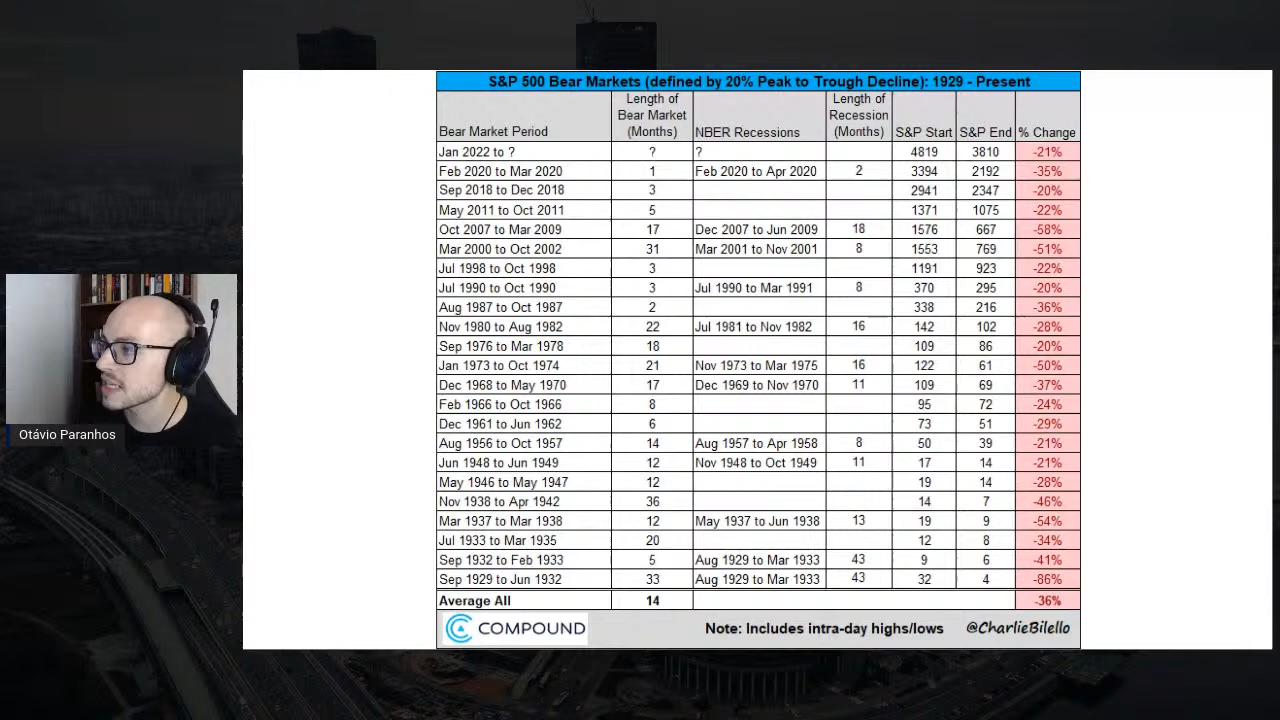 S&P 500 Bear Markets (defined by 20% Peak to Trough Decline): 1929 - Present
Bear Market Period Length of Bear Market (Months) NBER Recessions Length of Recession (Months) S&P Start S&P End % Change
Jan 2022 to ? ? ? 4819 3810 -21%
Feb 2020 to Mar 2020 1 Feb 2020 to Apr 2020 2 3394 2192 -35%
Sep 2018 to Dec 2018 3 2941 2347 -20%
May 2011 to Oct 2011 5 1371 1075 -22%
Oct 2007 to Mar 2009 17 Dec 2007 to Jun 2009 18 1576 667 -58%
Mar 2000 to Oct 2002 31 Mar 2001 to Nov 2001 8 1553 769 -51%
Jul 1998 to Oct 1998 3 1191 923 -22%
Jul 1990 to Oct 1990 3 Jul 1990 to Mar 1991 8 370 295 -20%
Aug 1987 to Oct 1987 2 338 216 -36%
Nov 1980 to Aug 1982 22 Jul 1981 to Nov 1982 16 142 102 -28%
Sep 1976 to Mar 1978 18 109 86 -20%
Jan 1973 to Oct 1974 21 Nov 1973 to Mar 1975 16 122 61 -50%
Dec 1968 to May 1970 17 Dec 1969 to Nov 1970 11 109 69 -37%
Feb 1966 to Oct 1966 8 95 72 -24%
Dec 1961 to Jun 1962 6 73 51 -29%
Aug 1956 to Oct 1957 14 Aug 1957 to Apr 1958 8 50 39 -21%
Jun 1948 to Jun 1949 12 Nov 1948 to Oct 1949 11 17 14 -21%
May 1946 to May 1947 12 19 14 -28%
Nov 1938 to Apr 1942 36 14 7 -46%
Mar 1937 to Mar 1938 12 May 1937 to Jun 1938 13 19 9 -54%
Jul 1933 to Mar 1935 20 12 8 -34%
Sep 1932 to Feb 1933 5 Aug 1929 to Mar 1933 43 9 6 -41%
Sep 1929 to Jun 1932 33 Aug 1929 to Mar 1933 43 32 4 -86%
Average All 14 -36%
COMPOUND Note: Includes intra-day highs/lows @CharlieBilello
Otávio Paranhos